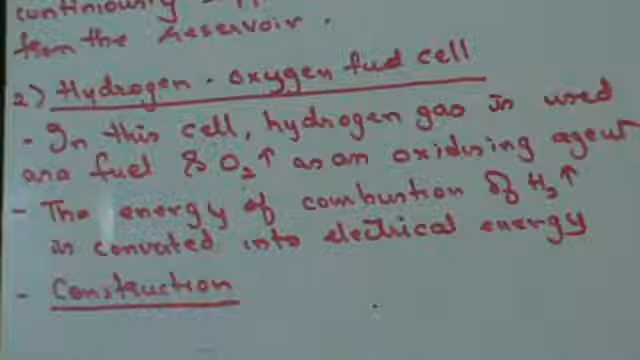 continiously
from the Reservoir.
2) Hydrogen - oxygen fuel cell
- In this cell, hydrogen gas is used
as a fuel & O2↑ as an oxidising agent
- The energy of combustion of H2↑
is converted into electrical energy
- Construction